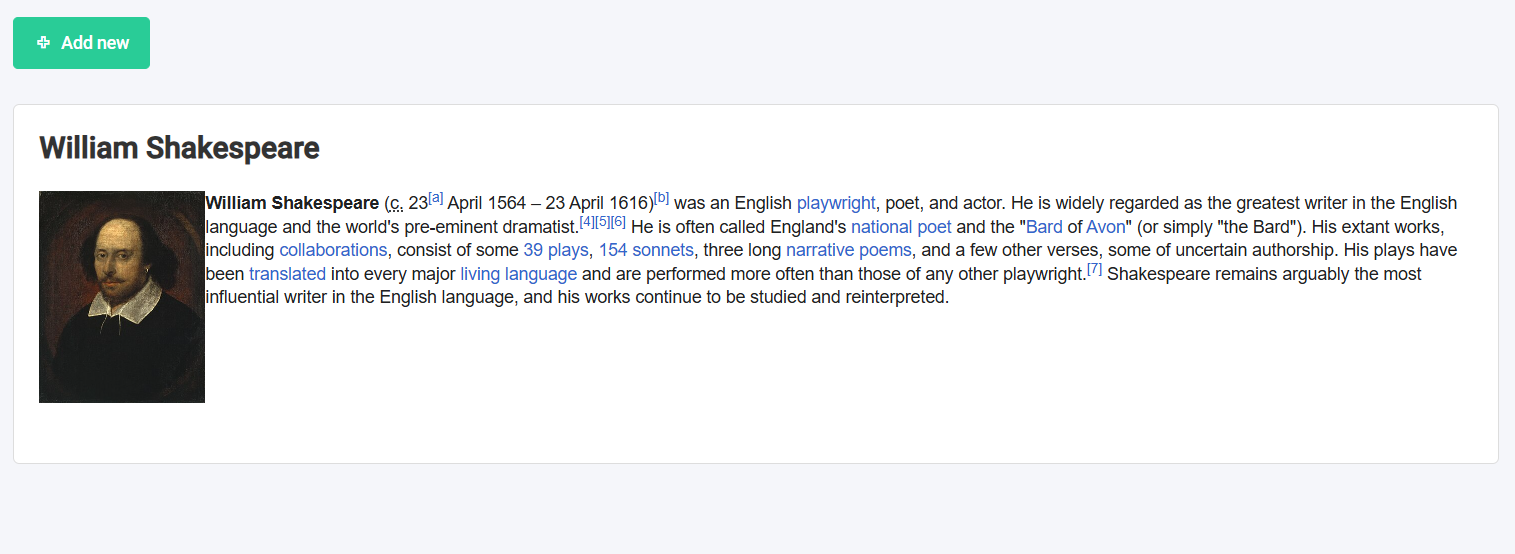 Add new
William Shakespeare
William Shakespeare (c. 23[a] April 1564 – 23 April 1616)[b] was an English playwright, poet, and actor. He is widely regarded as the greatest writer in the English
language and the world's pre-eminent dramatist.[4][5][6] He is often called England's national poet and the "Bard of Avon" (or simply "the Bard"). His extant works,
including collaborations, consist of some 39 plays, 154 sonnets, three long narrative poems, and a few other verses, some of uncertain authorship. His plays have
been translated into every major living language and are performed more often than those of any other playwright.[7] Shakespeare remains arguably the most
influential writer in the English language, and his works continue to be studied and reinterpreted.